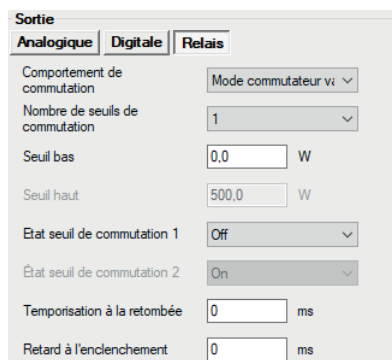 Sortie
Analogique Digitale Relais
Comportement de
commutation
Mode commutateur va
Nombre de seuils de
commutation
1
Seuil bas 0,0 W
Seuil haut 500,0 W
Etat seuil de commutation 1 Off
État seuil de commutation 2 On
Temporisation à la retombée 0 ms
Retard à l'enclenchement 0 ms